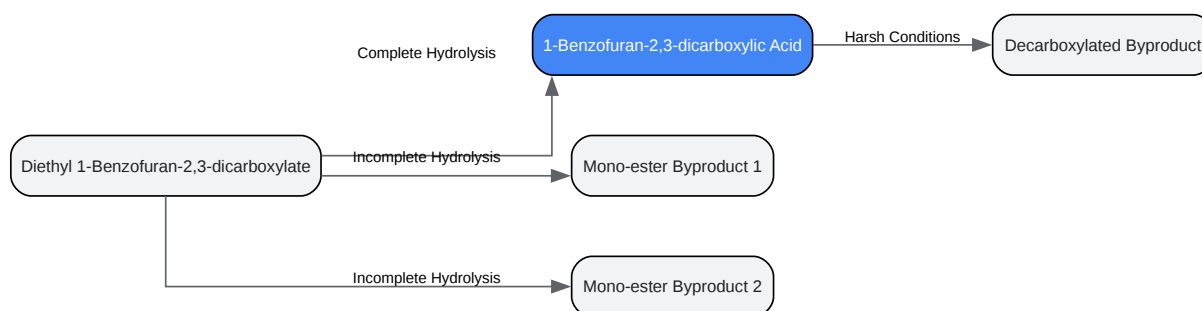 1-Benzofuran-2,3-dicarboxylic Acid
Harsh Conditions
Decarboxylated Byproduct
Complete Hydrolysis
Diethyl 1-Benzofuran-2,3-dicarboxylate
Incomplete Hydrolysis
Mono-ester Byproduct 1
Incomplete Hydrolysis
Mono-ester Byproduct 2